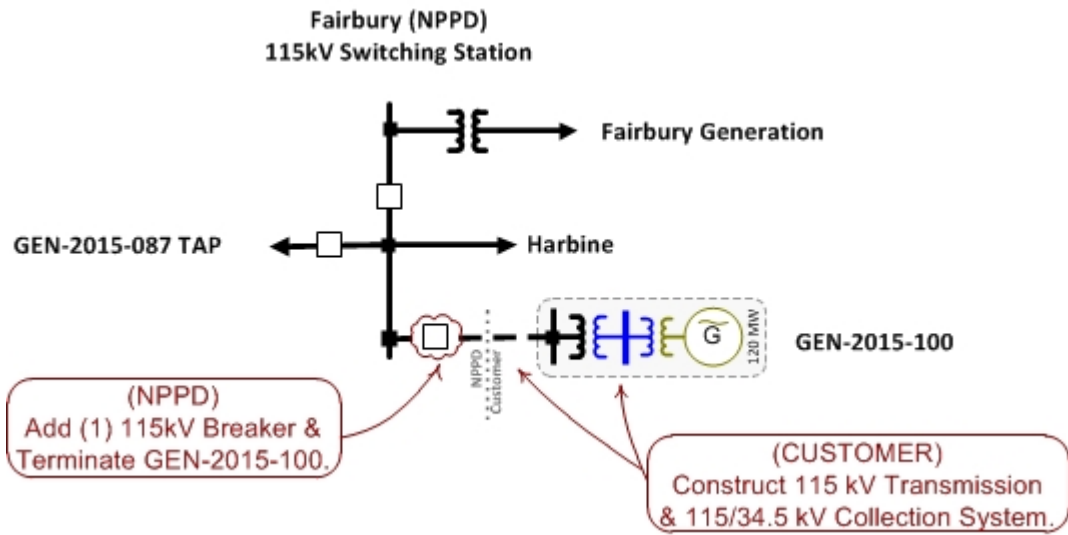 Fairbury (NPPD)
115kV Switching Station
Fairbury Generation
GEN-2015-087 TAP
Harbine
NPPD
Customer
G
120 MW
GEN-2015-100
(NPPD)
Add (1) 115kV Breaker &
Terminate GEN-2015-100.
(CUSTOMER)
Construct 115 kV Transmission
& 115/34.5 kV Collection System.